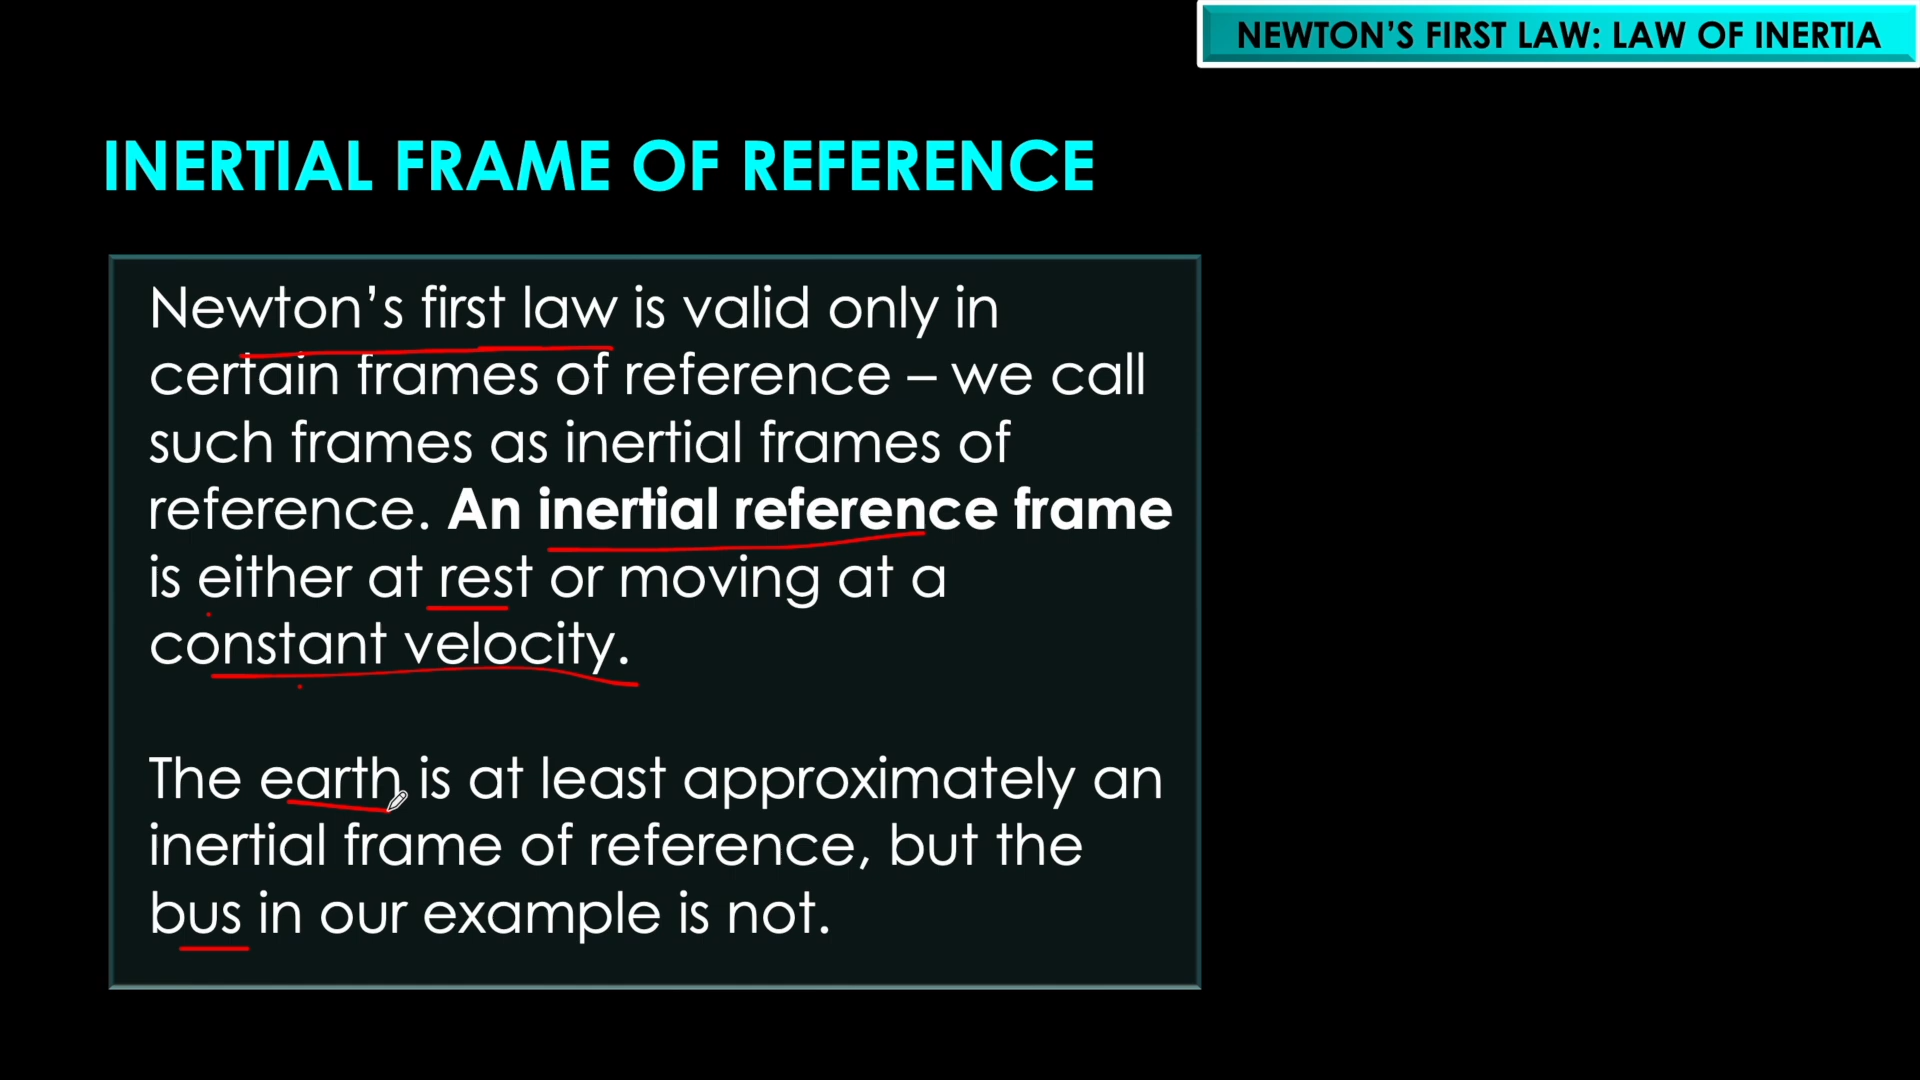 NEWTON’S FIRST LAW: LAW OF INERTIA
INERTIAL FRAME OF REFERENCE
Newton’s first law is valid only in
certain frames of reference – we call
such frames as inertial frames of
reference. An inertial reference frame
is either at rest or moving at a
constant velocity.
The earth is at least approximately an
inertial frame of reference, but the
bus in our example is not.